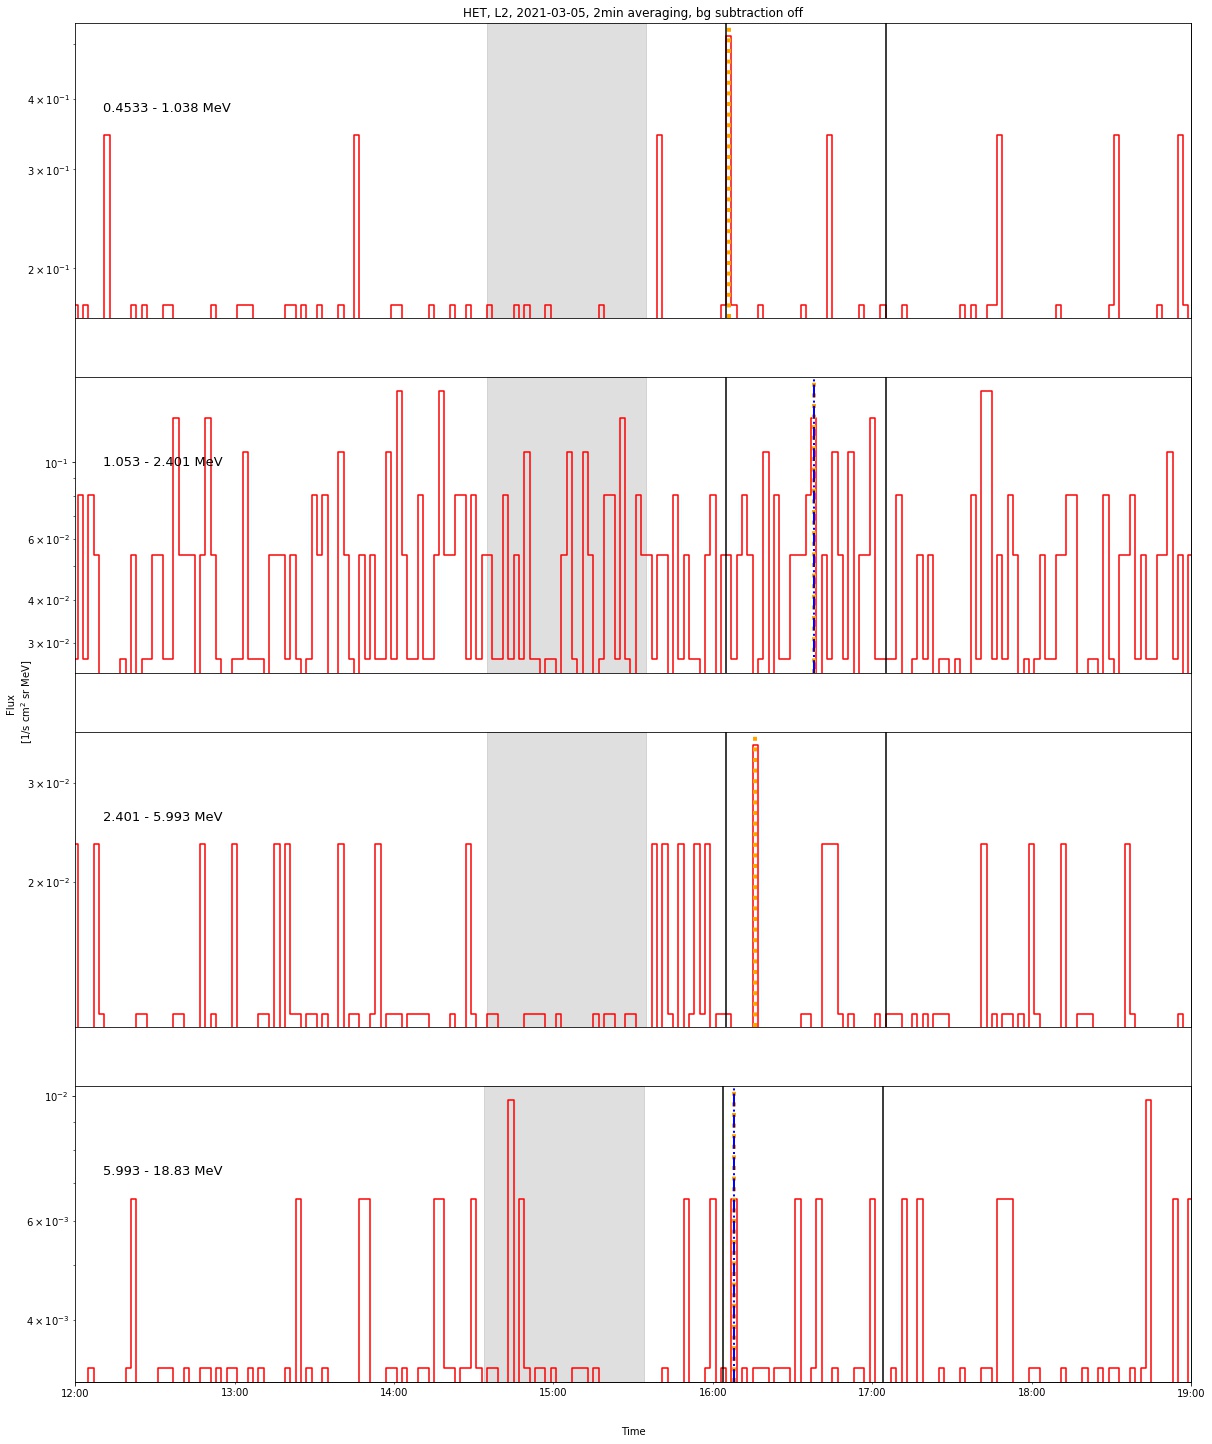 HET, L2, 2021-03-05, 2min averaging, bg subtraction off
4 × 10⁻¹
0.4533 - 1.038 MeV
3 × 10⁻¹
2 × 10⁻¹
10⁻¹
1.053 - 2.401 MeV
6 × 10⁻²
4 × 10⁻²
3 × 10⁻²
Flux
[1/s cm² sr MeV]
3 × 10⁻²
2.401 - 5.993 MeV
2 × 10⁻²
10⁻²
5.993 - 18.83 MeV
6 × 10⁻³
4 × 10⁻³
12:00 13:00 14:00 15:00 16:00 17:00 18:00 19:00
Time